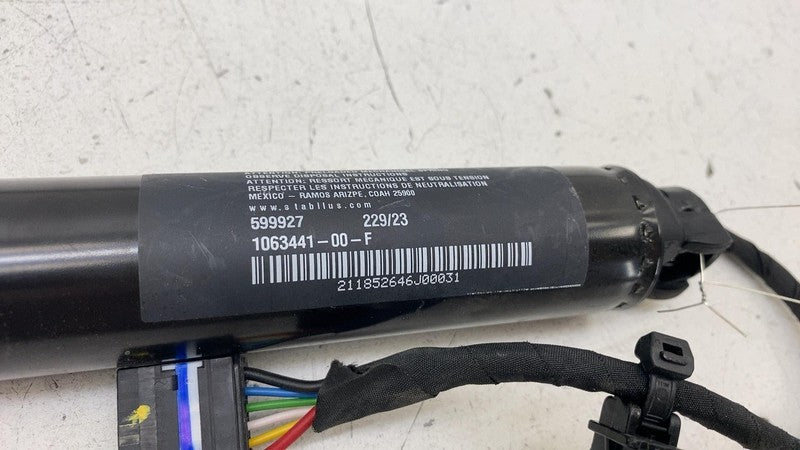 OBSERVE DISPOSAL INSTRUCTIONS
ATTENTION: RESSORT MECANIQUE EST SOUS TENSION
RESPECTER LES INSTRUCTIONS DE NEUTRALISATION
MEXICO - RAMOS ARIZPE, COAH 25900
www.stabilus.com
599927 229/23
1063441-00-F
211852646J00031